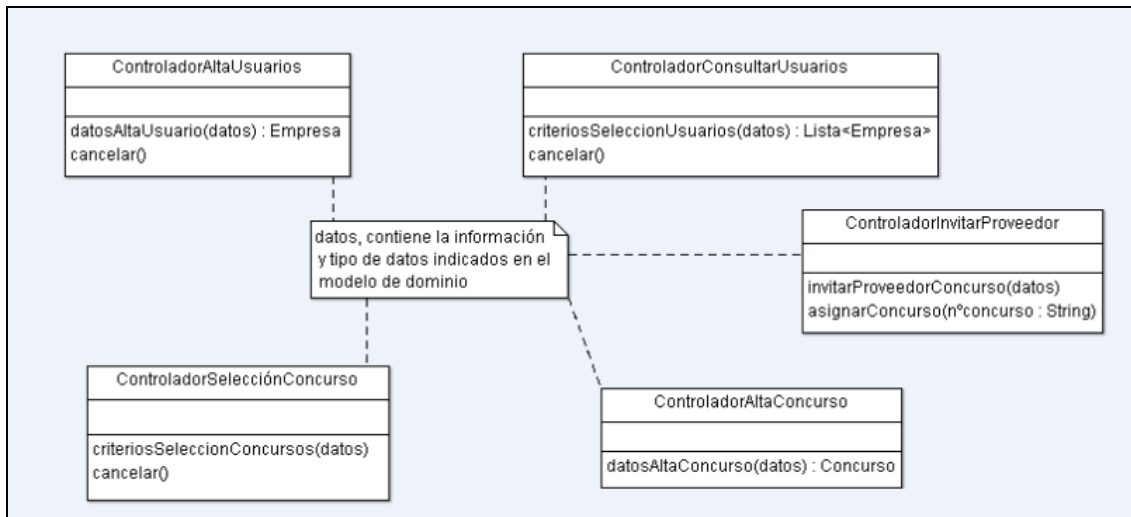 ControladorAltaUsuarios
datosAltaUsuario(datos) : Empresa
cancelar()
ControladorConsultarUsuarios
criteriosSeleccionUsuarios(datos) : Lista<Empresa>
cancelar()
datos, contiene la información
y tipo de datos indicados en el
modelo de dominio
ControladorInvitarProveedor
invitarProveedorConcurso(datos)
asignarConcurso(nºconcurso : String)
ControladorSelecciónConcurso
criteriosSeleccionConcursos(datos)
cancelar()
ControladorAltaConcurso
datosAltaConcurso(datos) : Concurso